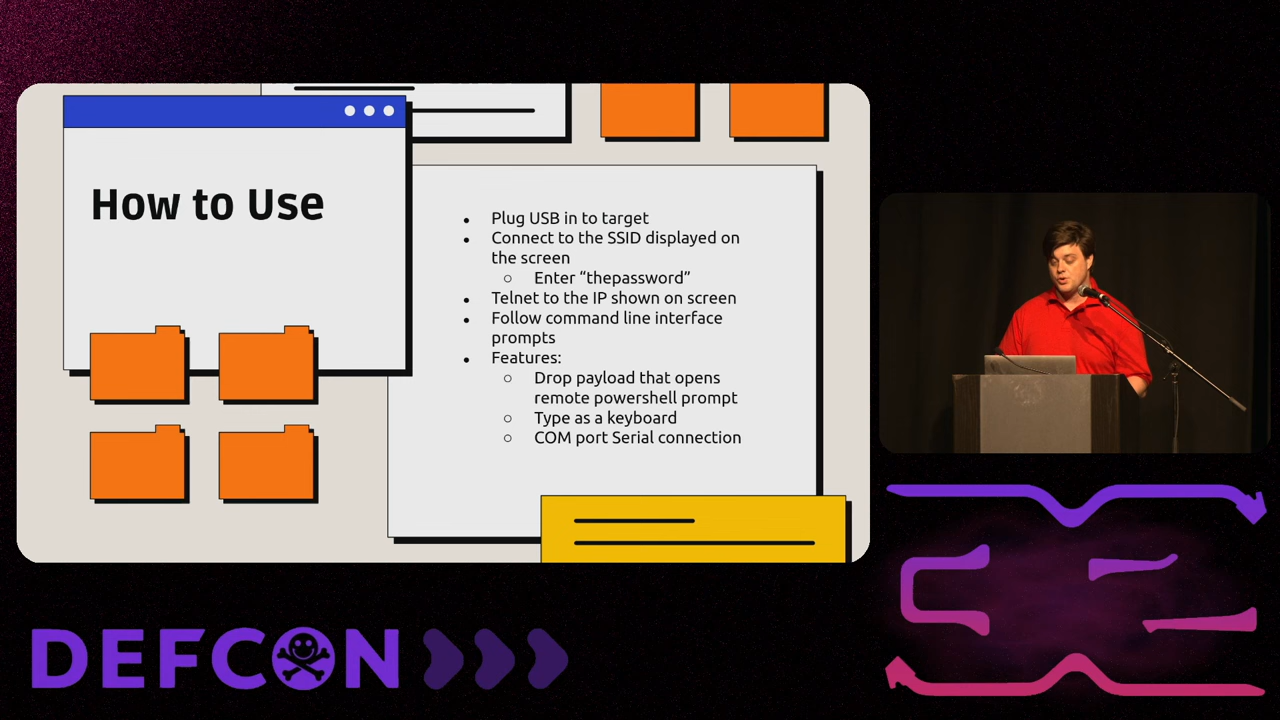 How to Use
Plug USB in to target
Connect to the SSID displayed on
the screen
Enter “thepassword”
Telnet to the IP shown on screen
Follow command line interface
prompts
Features:
Drop payload that opens
remote powershell prompt
Type as a keyboard
COM port Serial connection
DEFCON